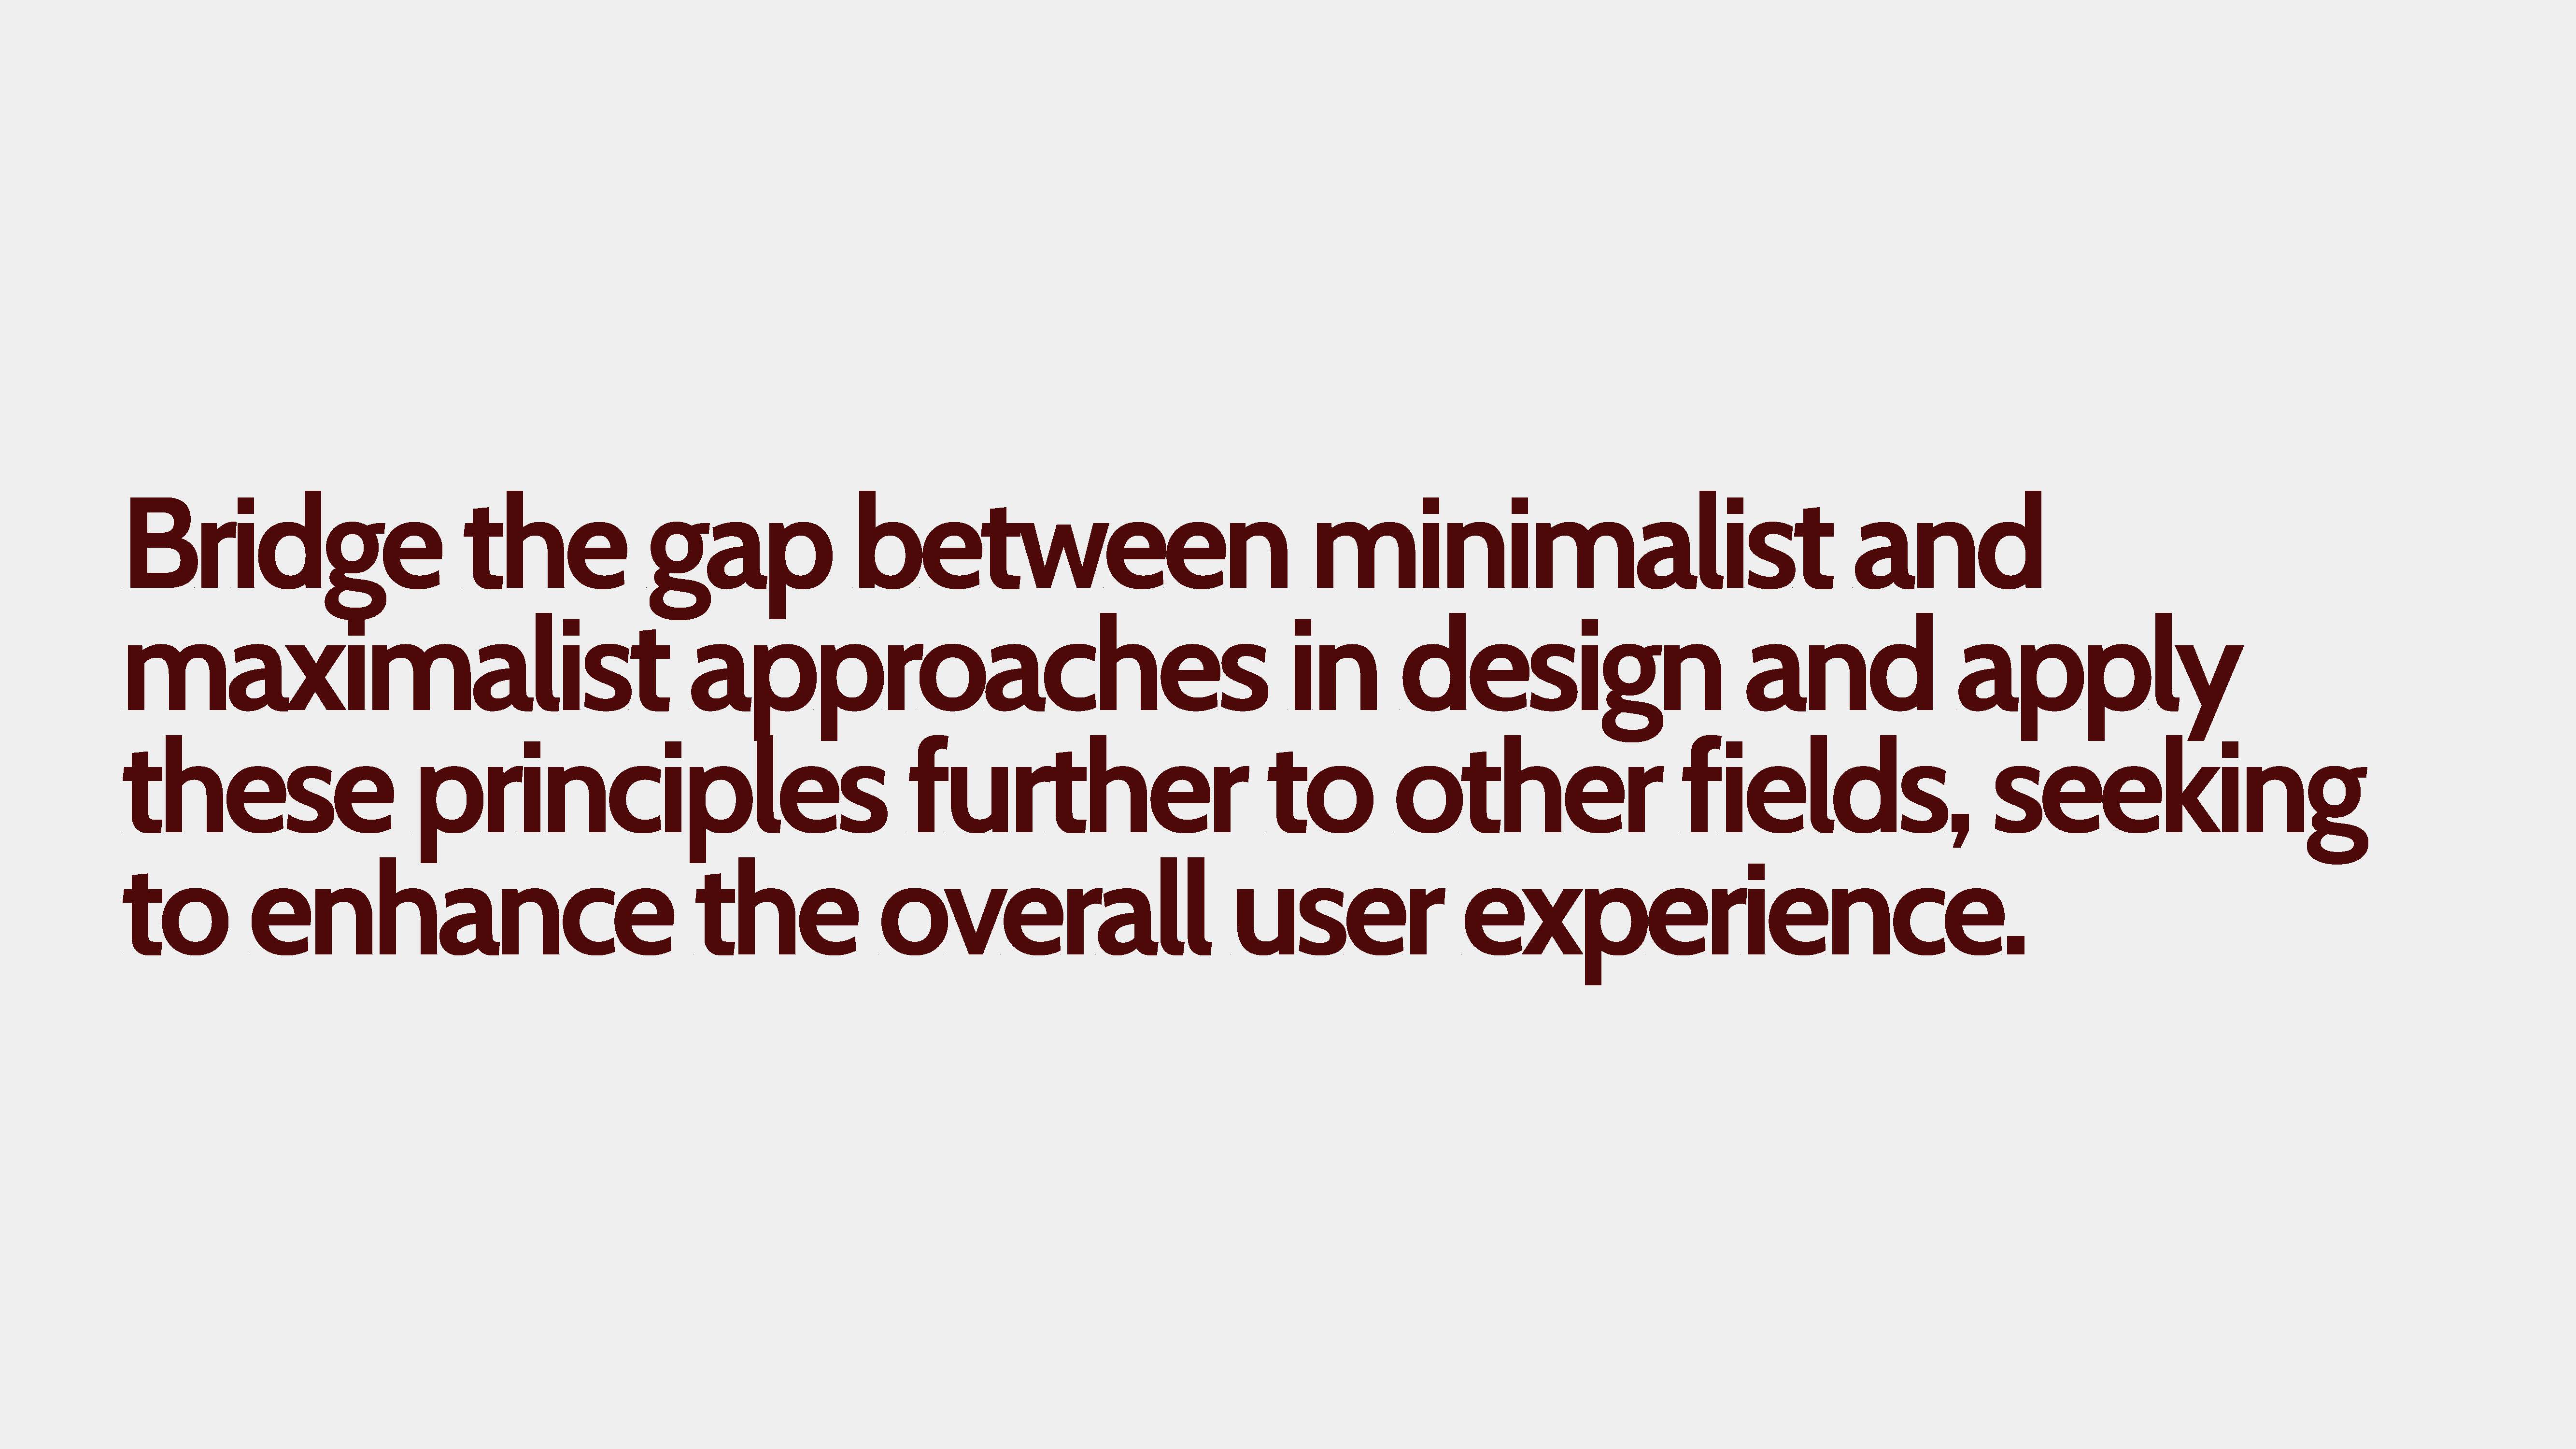 Bridge the gap between minimalist and
maximalist approaches in design and apply
these principles further to other fields, seeking
to enhance the overall user experience.